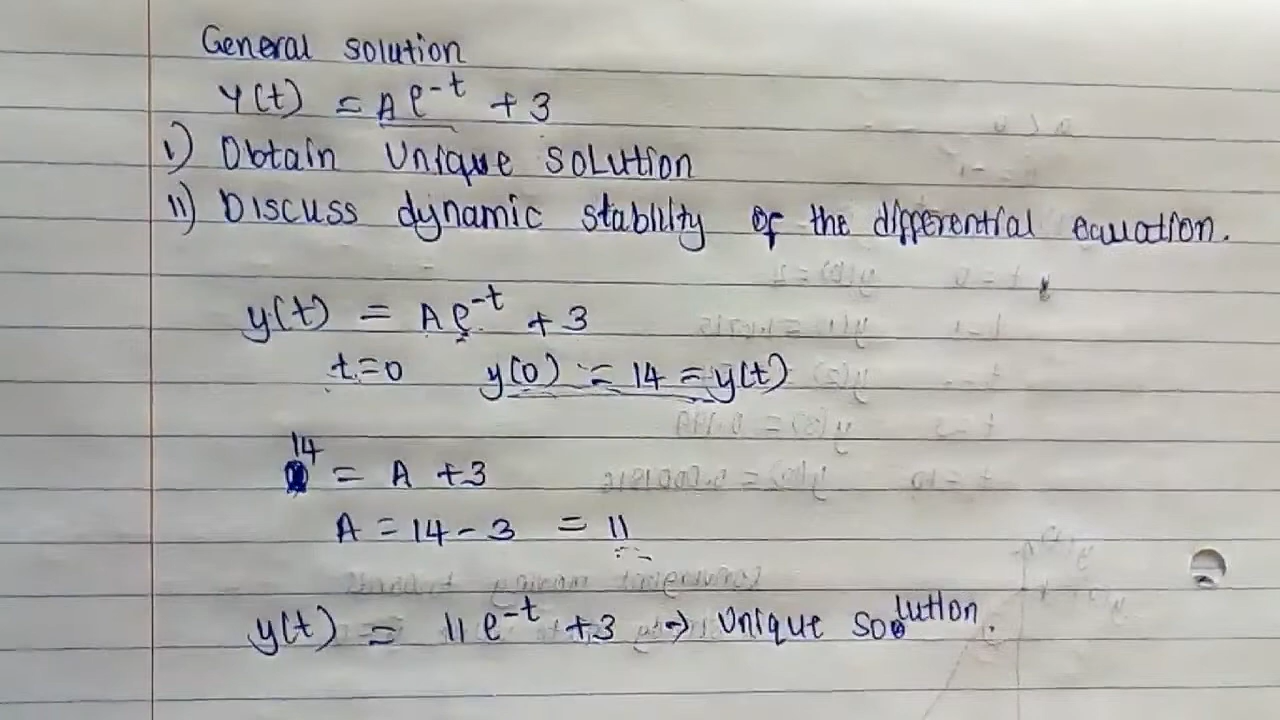 General solution
y(t) = Ae^-t + 3
i) Obtain Unique solution
ii) Discuss dynamic stability of the differential equation.
y(t) = Ae^-t + 3
t=0 y(0) = 14 = y(t)
14
= A + 3
A = 14 - 3 = 11
y(t) = 11e^-t + 3 → Unique solution.